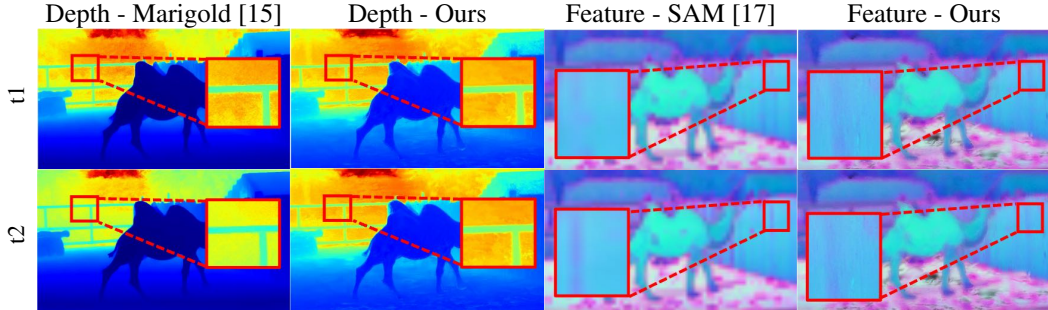 Depth - Marigold [15] Depth - Ours Feature - SAM [17] Feature - Ours
t1
t2